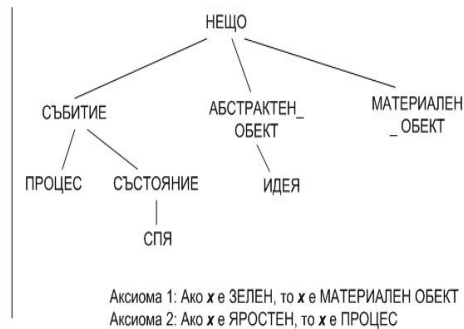 НЕЩО
СЪБИТИЕ
АБСТРАКТЕН_
ОБЕКТ
МАТЕРИАЛЕН
_ ОБЕКТ
ПРОЦЕС
СЪСТОЯНИЕ
ИДЕЯ
СПЯ
Аксиома 1: Ако x е ЗЕЛЕН, то x е МАТЕРИАЛЕН ОБЕКТ
Аксиома 2: Ако x е ЯРОСТЕН, то x е ПРОЦЕС